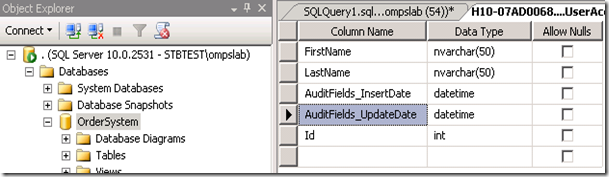 Object Explorer
Connect
. (SQL Server 10.0.2531 - STBTEST\ompslab)
Databases
System Databases
Database Snapshots
OrderSystem
Database Diagrams
Tables
Views
SQLQuery1.sql...ompslab (54))*
H10-07AD0068....UserAc
Column Name Data Type Allow Nulls
FirstName nvarchar(50)
LastName nvarchar(50)
AuditFields_InsertDate datetime
AuditFields_UpdateDate datetime
Id int